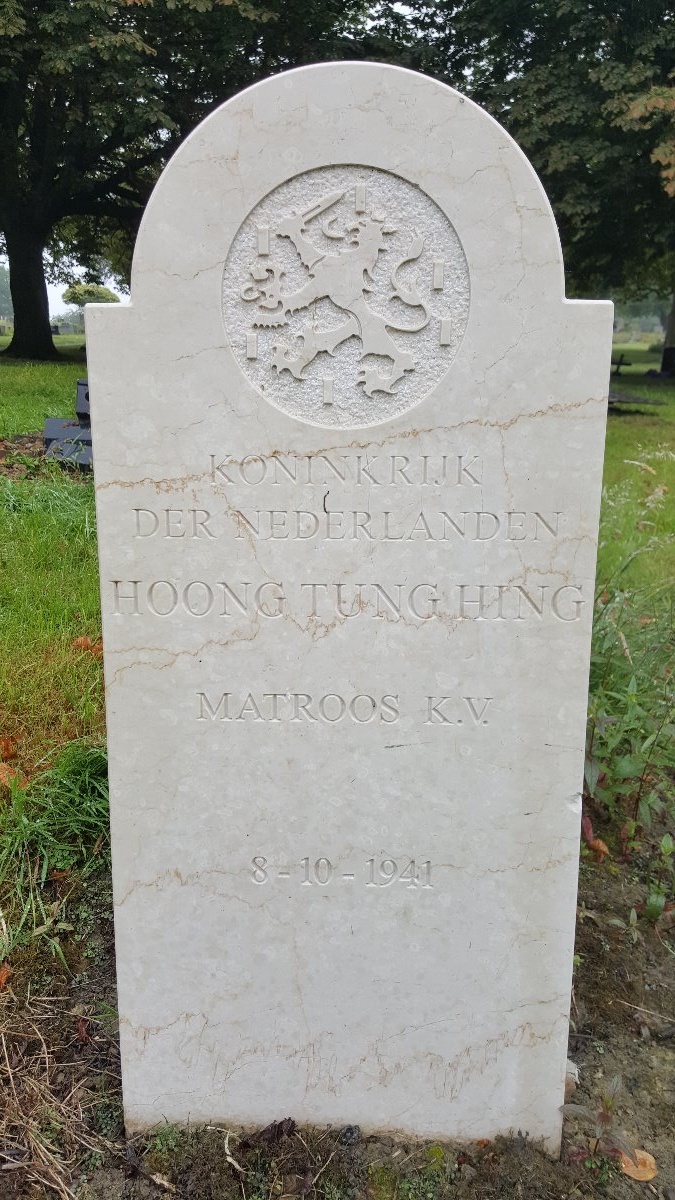 KONINKRIJK
DER NEDERLANDEN
HOONG TUNG HING
MATROOS K.V.
8-10-1941